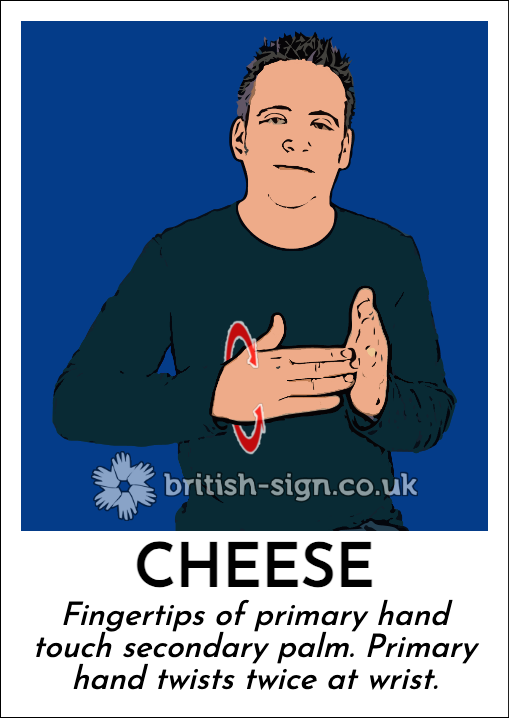 british-sign.co.uk
CHEESE
Fingertips of primary hand
touch secondary palm. Primary
hand twists twice at wrist.